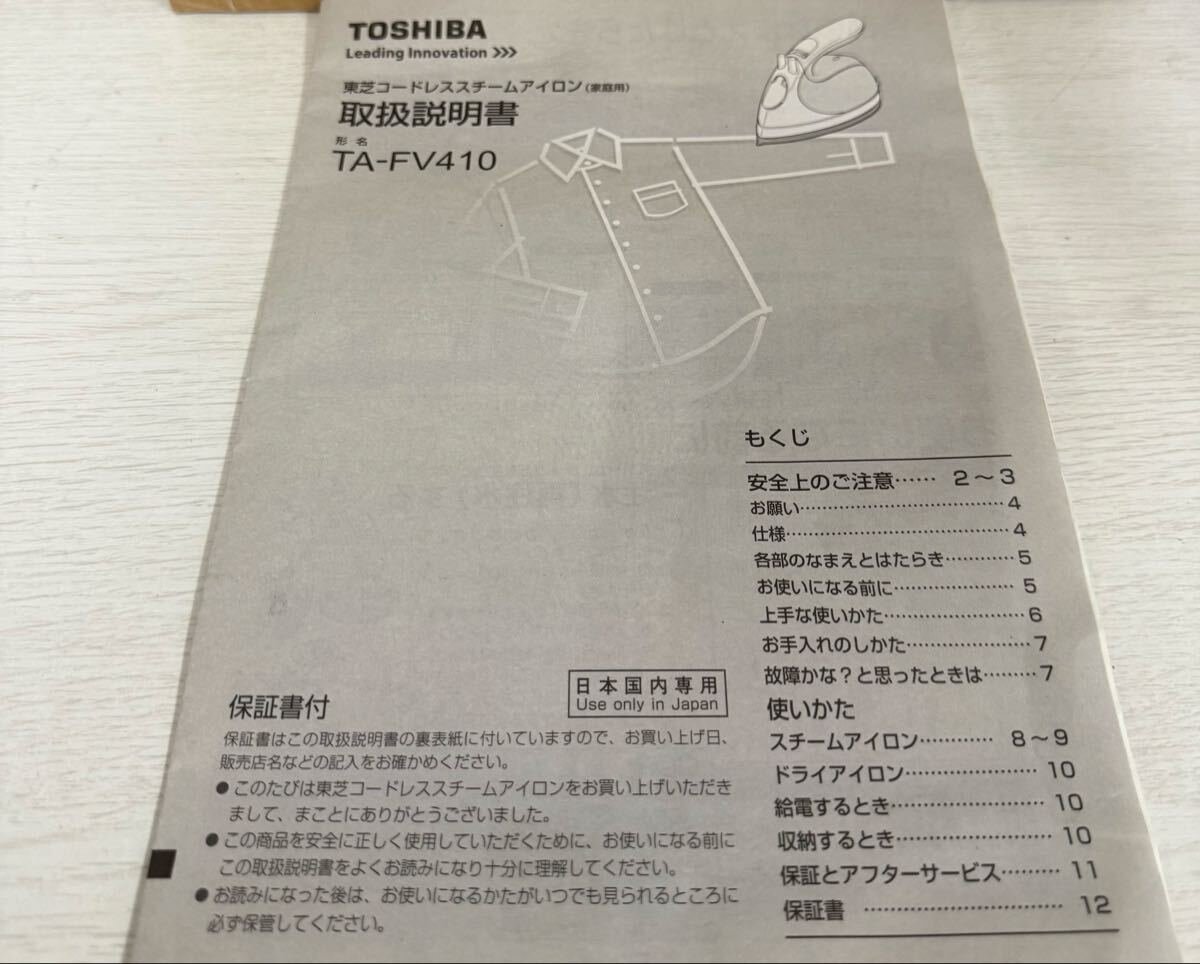 TOSHIBA
Leading Innovation >>>
東芝コードレススチームアイロン(家庭用)
取扱説明書
形名
TA-FV410
もくじ
安全上のご注意…… 2～3
お願い……………………………4
仕様………………………………4
各部のなまえとはたらき…………5
お使いになる前に………………… 5
上手な使いかた……………………6
お手入れのしかた…………………7
故障かな？と思ったときは………7
使いかた
スチームアイロン………… 8～9
ドライアイロン………………… 10
給電するとき…………………… 10
収納するとき…………………… 10
保証とアフターサービス……… 11
保証書 ………………………… 12
日本国内専用
Use only in Japan
保証書付
保証書はこの取扱説明書の裏表紙に付いていますので、お買い上げ日、
販売店名などの記入をお確かめください。
●このたびは東芝コードレススチームアイロンをお買い上げいただき
まして、まことにありがとうございました。
●この商品を安全に正しく使用していただくために、お使いになる前に
この取扱説明書をよくお読みになり十分に理解してください。
●お読みになった後は、お使いになるかたがいつでも見られるところに
必ず保管してください。